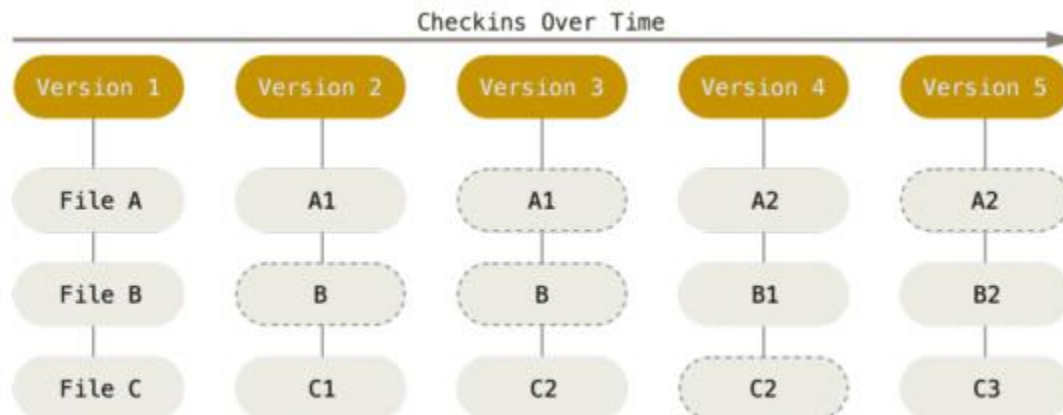 Checkins Over Time
Version 1 Version 2 Version 3 Version 4 Version 5
File A A1 A1 A2 A2
File B B B B1 B2
File C C1 C2 C2 C3